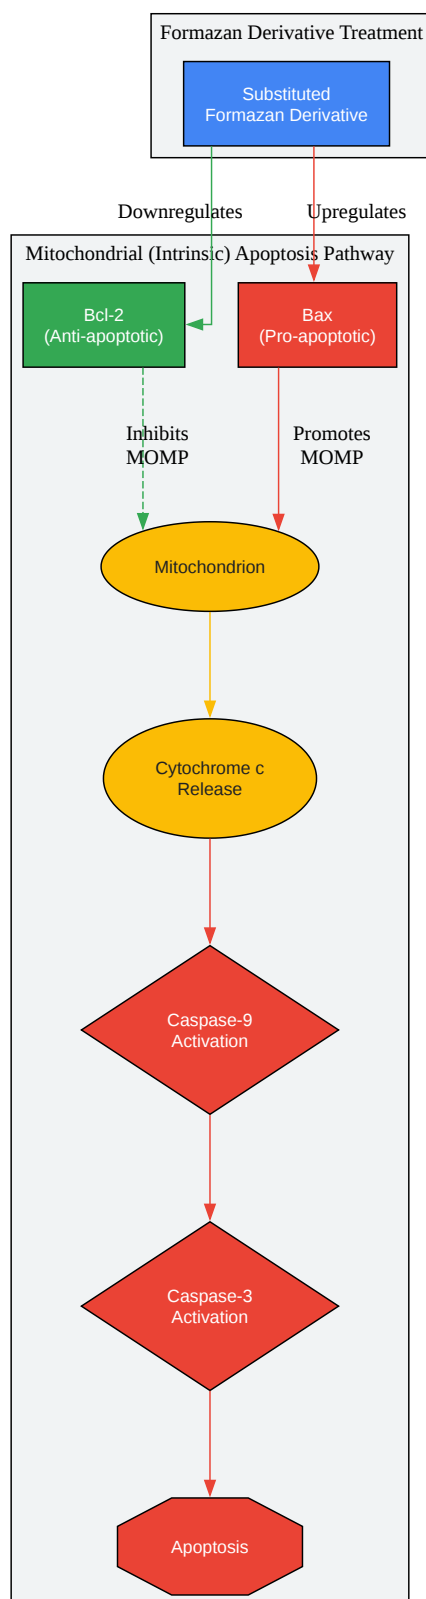 Formazan Derivative Treatment
Substituted
Formazan Derivative
Downregulates
Upregulates
Mitochondrial (Intrinsic) Apoptosis Pathway
Bcl-2
(Anti-apoptotic)
Bax
(Pro-apoptotic)
Inhibits
MOMP
Promotes
MOMP
Mitochondrion
Cytochrome c
Release
Caspase-9
Activation
Caspase-3
Activation
Apoptosis